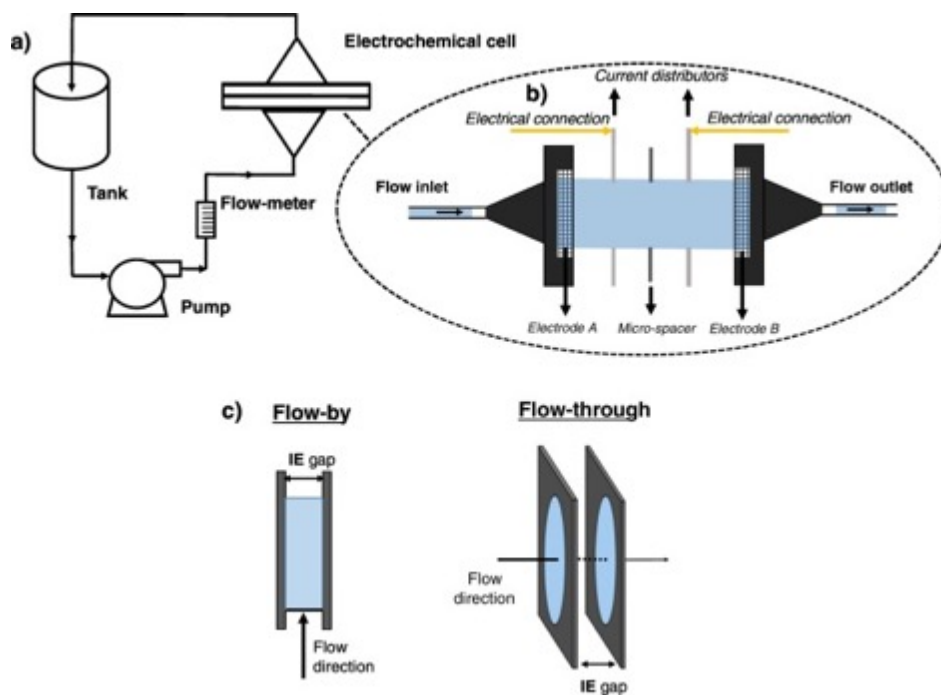 a)
Electrochemical cell
Tank
Flow-meter
Pump
b)
Current distributors
Electrical connection
Electrical connection
Flow inlet
Flow outlet
Electrode A
Micro-spacer
Electrode B
c)
Flow-by
IE gap
Flow
direction
Flow-through
Flow
direction
IE gap